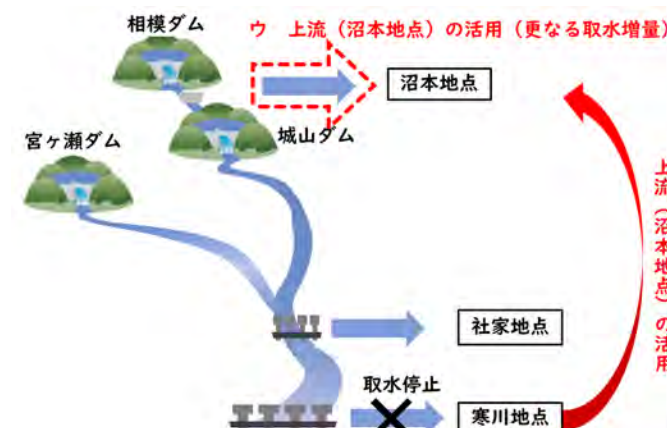 相模ダム
ウ 上流（沼本地点）の活用（更なる取水増量）
沼本地点
宮ヶ瀬ダム
城山ダム
上流（沼本地点）の活用
社家地点
取水停止
寒川地点